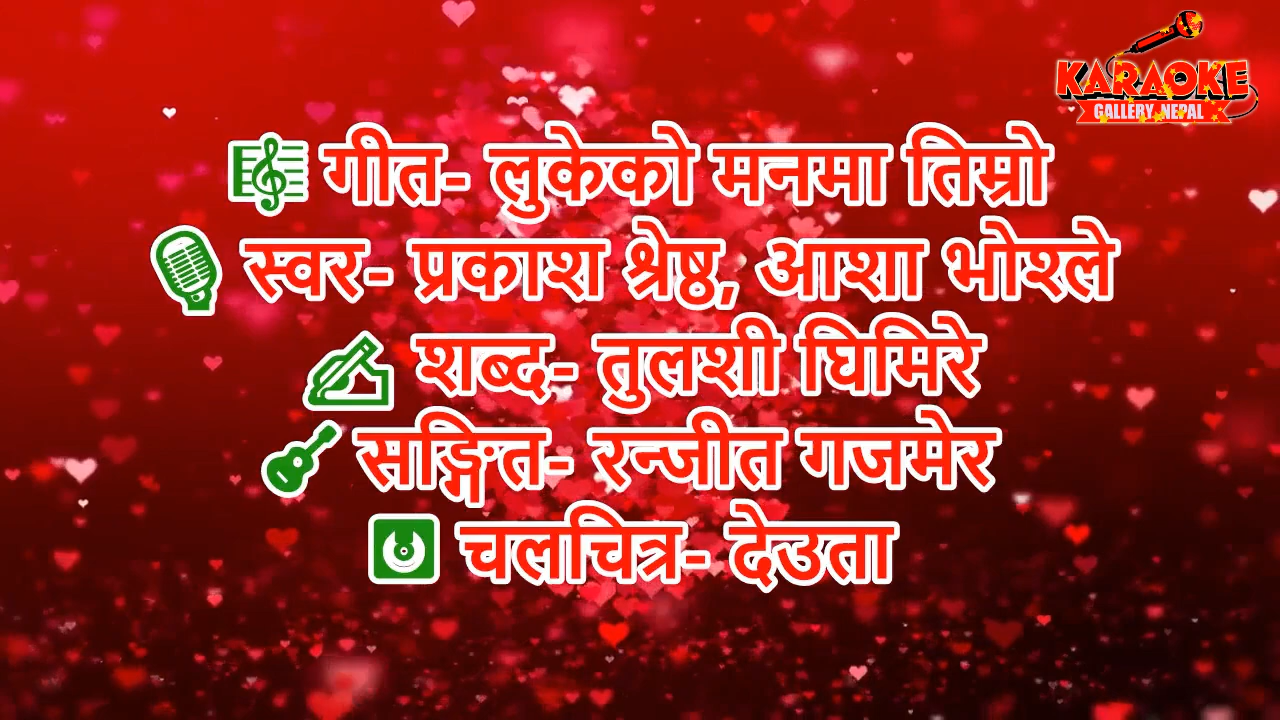 KARAOKE
GALLERY NEPAL
गीत- लुकेको मनमा तिम्रो
स्वर- प्रकाश श्रेष्ठ, आशा भोश्ले
शब्द- तुलशी घिमिरे
सङ्गित- रन्जीत गजमेर
चलचित्र- देउता